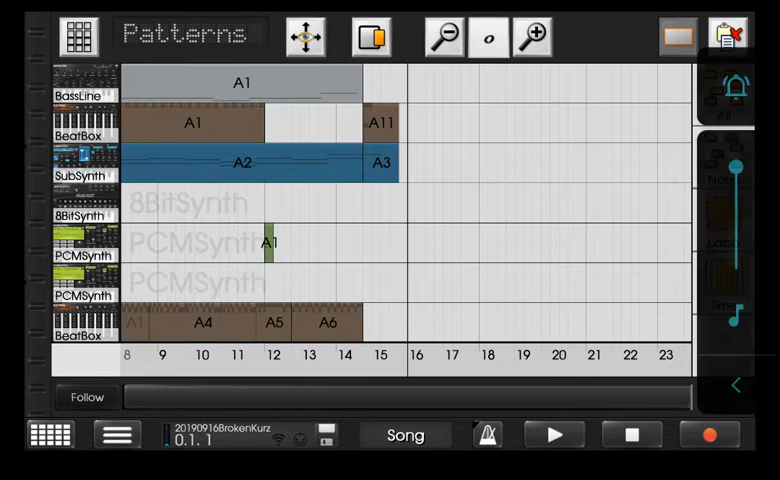 Patterns
o
BassLine
A1
BeatBox
A1
A11
SubSynth
A2
A3
8BitSynth
8BitSynth
PCMSynth
PCMSynth
A1
PCMSynth
PCMSynth
BeatBox
A1
A4
A5
A6
8 9 10 11 12 13 14 15 16 17 18 19 20 21 22 23
All
Follow
20190916BrokenKurz
0.1. 1
Song